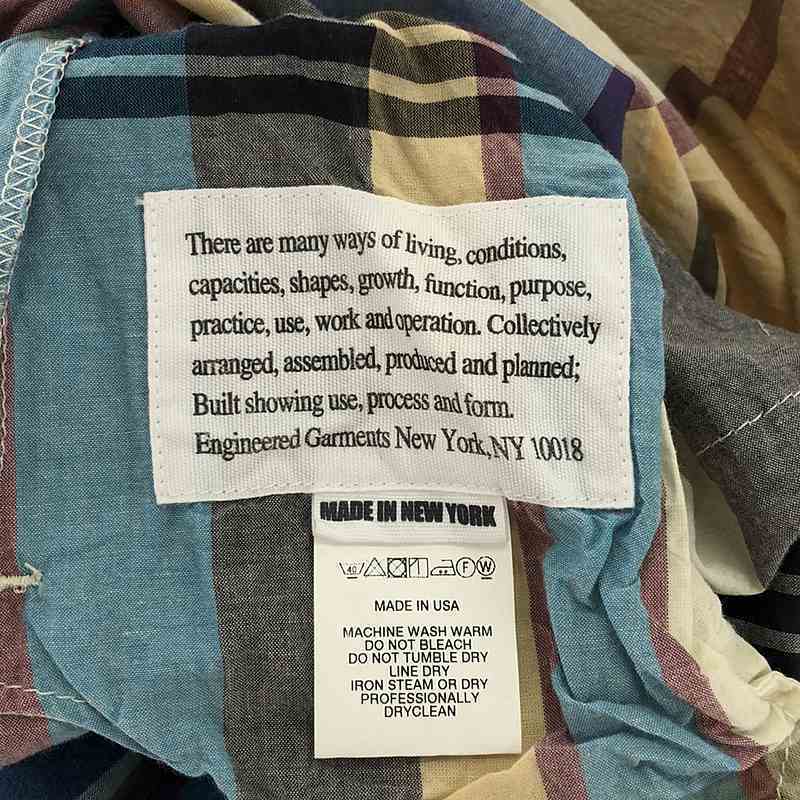 There are many ways of living, conditions,
capacities, shapes, growth, function, purpose,
practice, use, work and operation. Collectively
arranged, assembled, produced and planned;
Built showing use, process and form.
Engineered Garments New York, NY 10018
MADE IN NEW YORK
40 F W
MADE IN USA
MACHINE WASH WARM
DO NOT BLEACH
DO NOT TUMBLE DRY
LINE DRY
IRON STEAM OR DRY
PROFESSIONALLY
DRYCLEAN